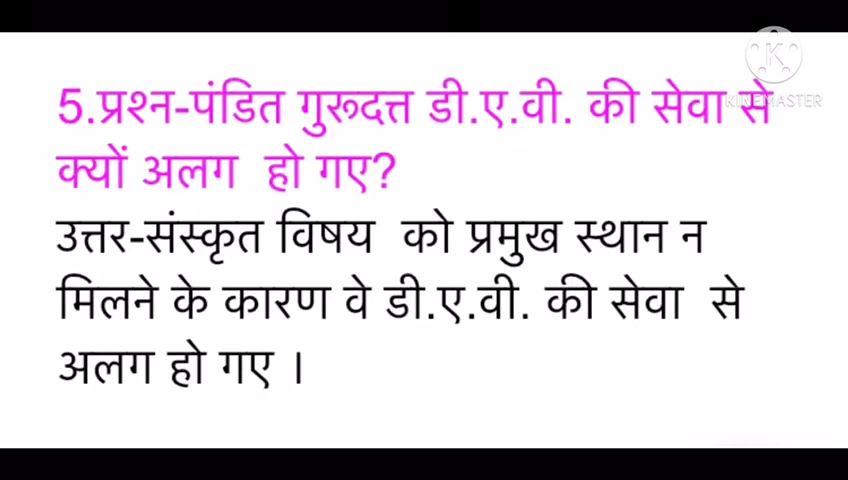 KINEMASTER
5.प्रश्न-पंडित गुरूदत्त डी.ए.वी. की सेवा से
क्यों अलग हो गए?
उत्तर-संस्कृत विषय को प्रमुख स्थान न
मिलने के कारण वे डी.ए.वी. की सेवा से
अलग हो गए ।